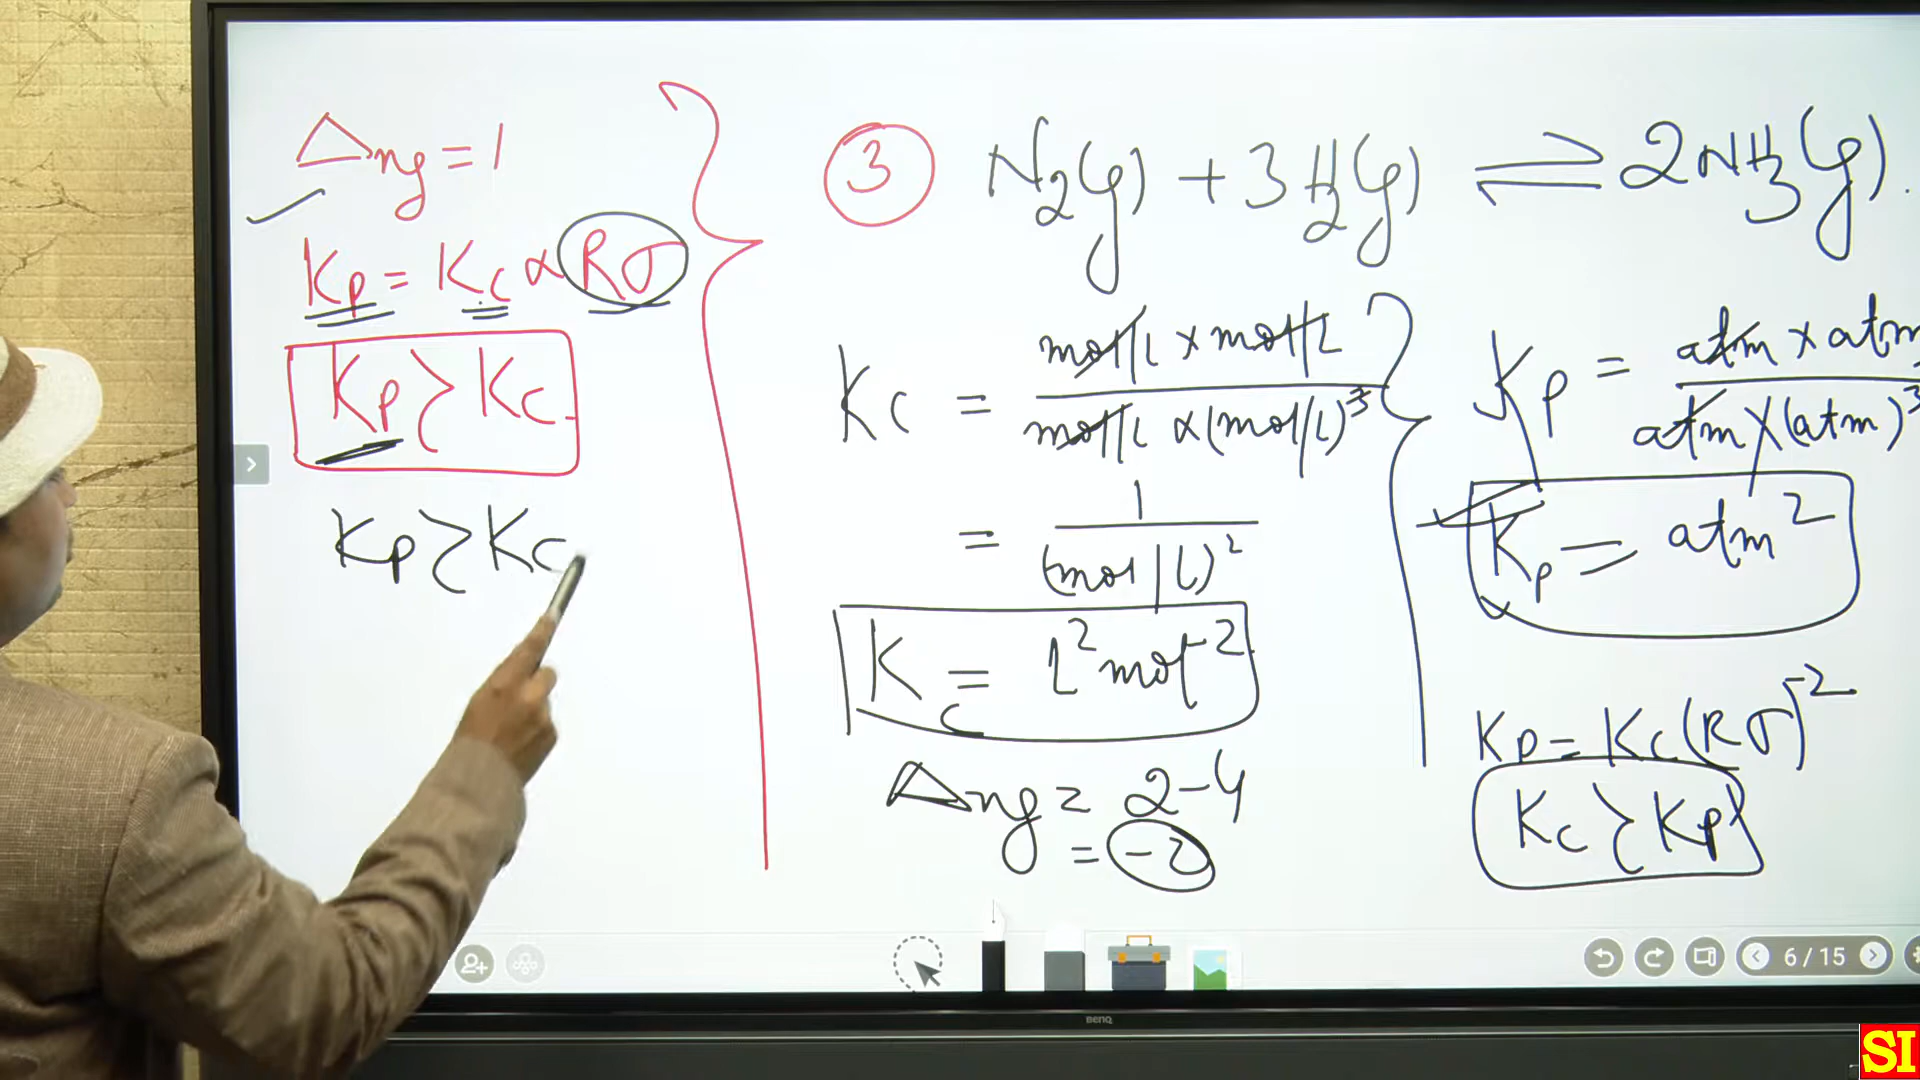 Δng = 1
Kp = Kc × RT
Kp > Kc
Kp > Kc
③ N2(g) + 3H2(g) ⇌ 2NH3(g).
Kc = mol/L × mol/L / mol/L × (mol/L)^3
= 1 / (mol/L)^2
Kc = L^2 mol^-2
Δng = 2-4
= -2
Kp = atm × atm / atm × (atm)^3
Kp = atm^2
Kp = Kc(RT)^-2
Kc > Kp
6 / 15
BenQ
SI